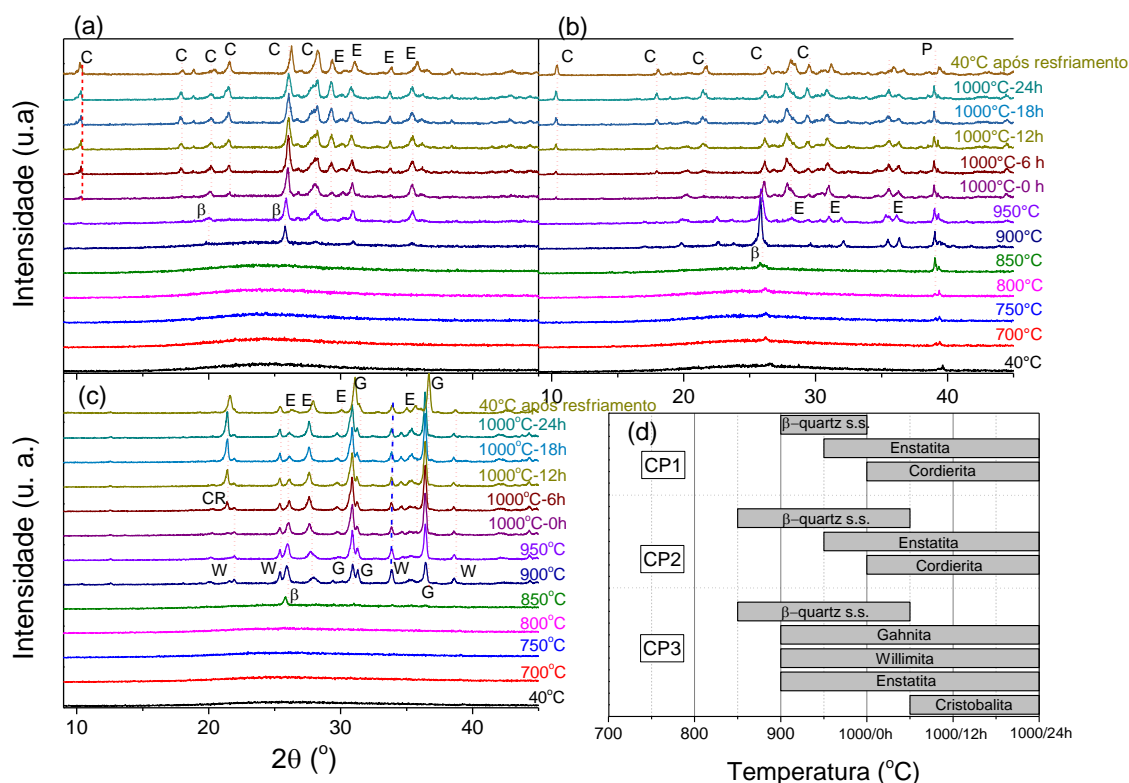 (a)
C C C C C C E E E
β β
Intensidade (u.a)
(b)
C C C C C P
E E E
β
40°C após resfriamento
1000°C-24h
1000°C-18h
1000°C-12h
1000°C-6 h
1000°C-0 h
950°C
900°C
850°C
800°C
750°C
700°C
40°C
10 20 30 40
(c)
E E E G G
40°C após resfriamento
1000°C-24h
1000°C-18h
1000°C-12h
CR
1000°C-6h
1000°C-0h
950°C
W W G G W W
900°C
β G
850°C
800°C
750°C
700°C
40°C
Intensidade (u. a.)
10 20 30 40
2θ (°)
(d)
β−quartz s.s.
Enstatita
CP1
Cordierita
β−quartz s.s.
Enstatita
CP2
Cordierita
β−quartz s.s.
Gahnita
CP3
Willimita
Enstatita
Cristobalita
700 800 900 1000/0h 1000/12h 1000/24h
Temperatura (°C)